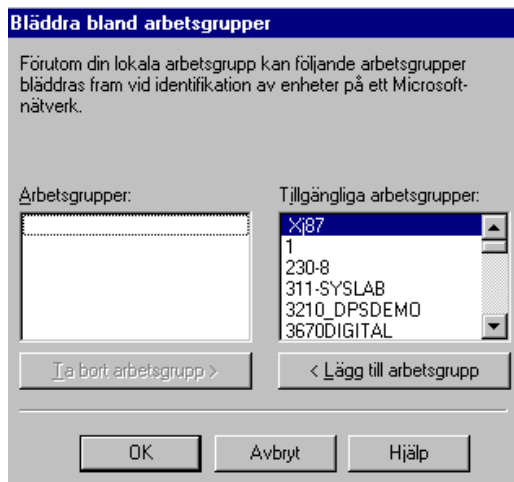 Bläddra bland arbetsgrupper
Förutom din lokala arbetsgrupp kan följande arbetsgrupper
bläddras fram vid identifikation av enheter på ett Microsoft-
nätverk.
Arbetsgrupper:
Tillgängliga arbetsgrupper:
Xj87
1
230-8
311-SYSLAB
3210_DPSDEMO
3670DIGITAL
Ta bort arbetsgrupp >
< Lägg till arbetsgrupp
OK
Avbryt
Hjälp